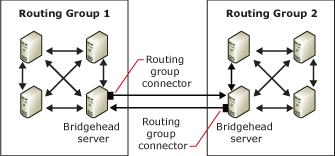 Routing Group 1
Routing Group 2
Routing
group
connector
Bridgehead
server
Routing
group
connector
Bridgehead
server